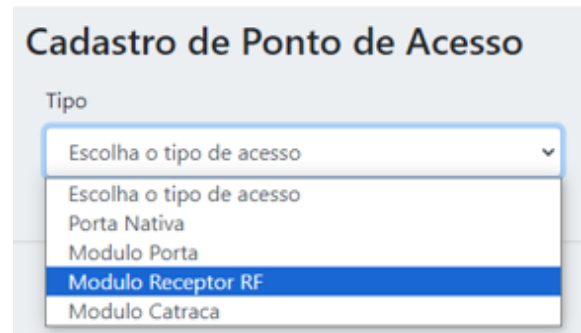 Cadastro de Ponto de Acesso
Tipo
Escolha o tipo de acesso
Escolha o tipo de acesso
Porta Nativa
Modulo Porta
Modulo Receptor RF
Modulo Catraca